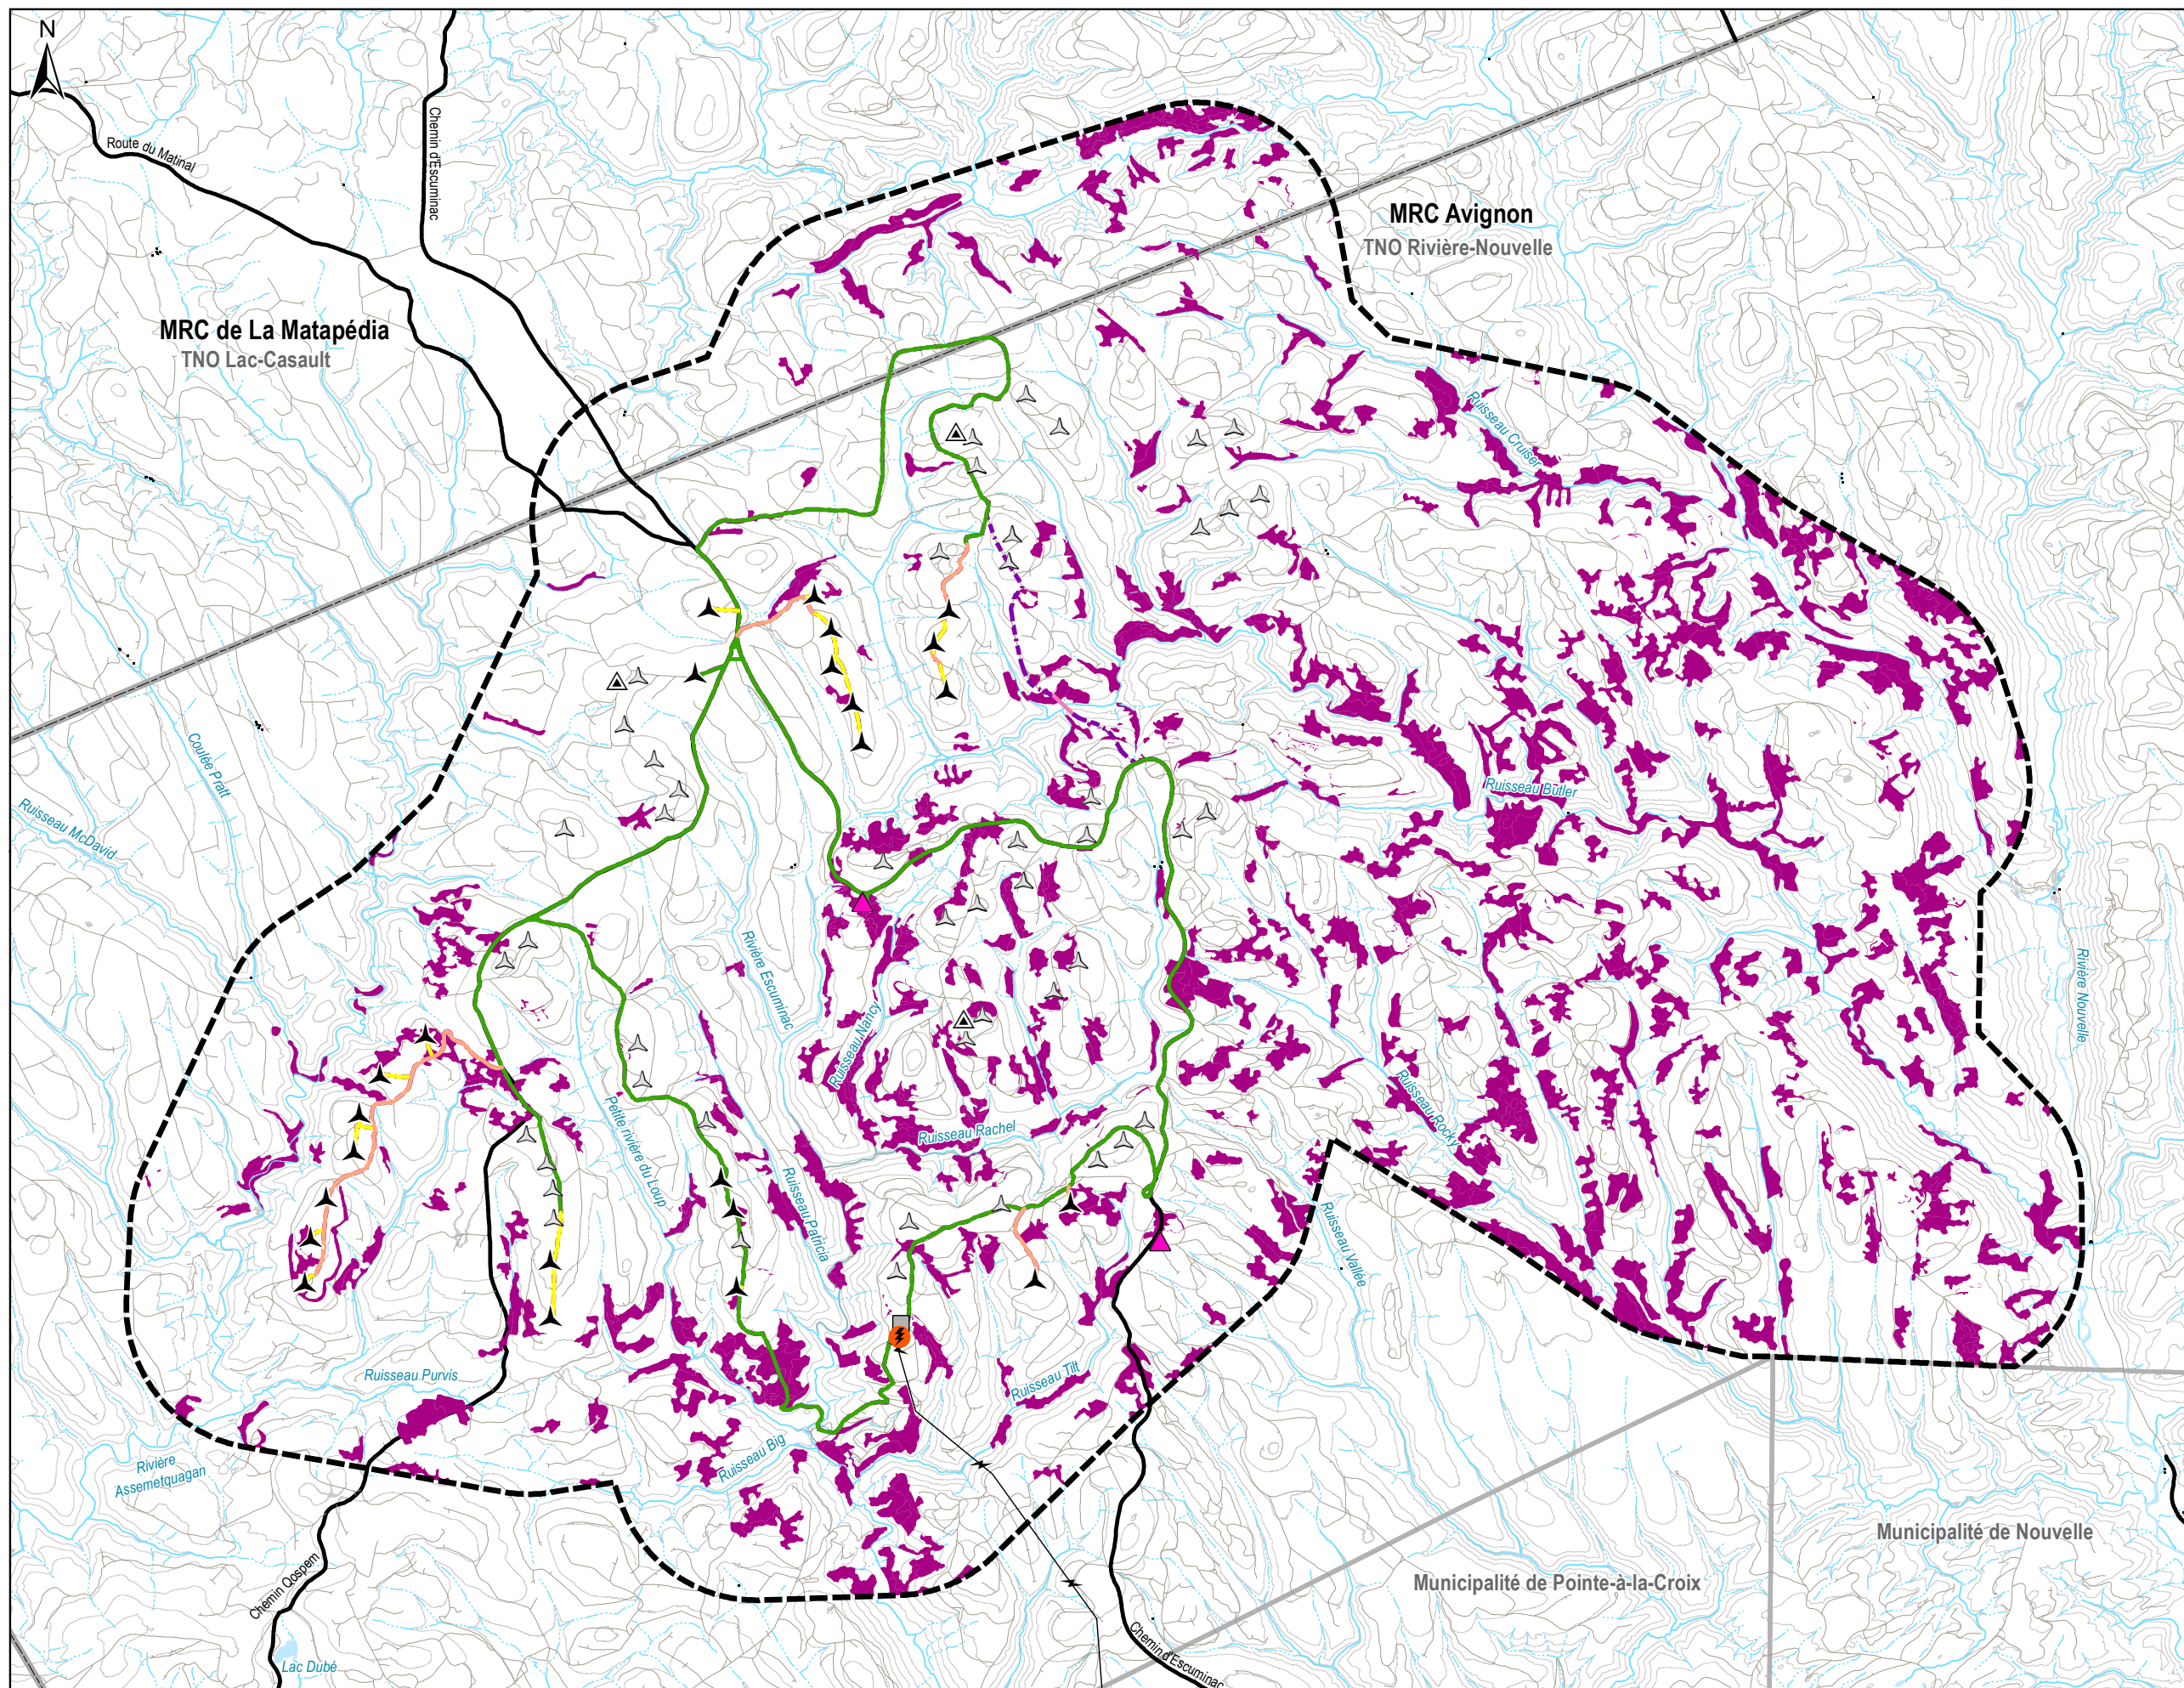 N
Route du Matinal
Chemin d'Escuminac
MRC Avignon
TNO Rivière-Nouvelle
MRC de La Matapédia
TNO Lac-Casault
Ruisseau Cruiser
Coulée Pratt
Ruisseau McDavid
Ruisseau Butler
Rivière Escuminac
Rivière Nouvelle
Ruisseau Nancy
Ruisseau Rocky
Ruisseau Rachel
Petite rivière du Loup
Ruisseau Patricia
Ruisseau Vallée
Ruisseau Purvis
Ruisseau Tilt
Ruisseau Big
Rivière
Assemetquagan
Chemin Qospem
Lac Dubé
Chemin d'Escuminac
Municipalité de Nouvelle
Municipalité de Pointe-à-la-Croix